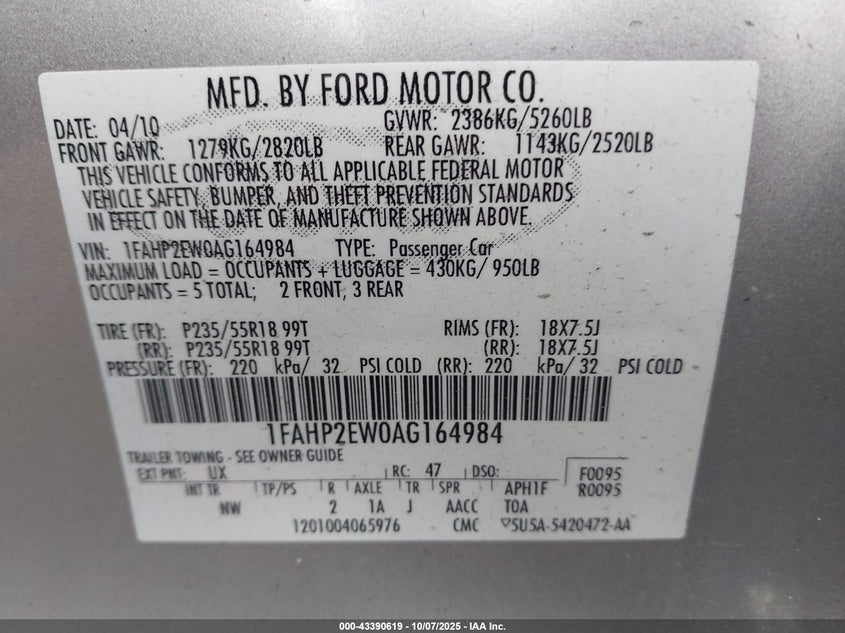 MFD. BY FORD MOTOR CO.
DATE: 04/10 GVWR: 2386KG/5260LB
FRONT GAWR: 1279KG/2820LB REAR GAWR: 1143KG/2520LB
THIS VEHICLE CONFORMS TO ALL APPLICABLE FEDERAL MOTOR
VEHICLE SAFETY, BUMPER, AND THEFT PREVENTION STANDARDS
IN EFFECT ON THE DATE OF MANUFACTURE SHOWN ABOVE.
VIN: 1FAHP2EW0AG164984 TYPE: Passenger Car
MAXIMUM LOAD = OCCUPANTS + LUGGAGE = 430KG/ 950LB
OCCUPANTS = 5 TOTAL; 2 FRONT, 3 REAR
TIRE (FR): P235/55R18 99T RIMS (FR): 18X7.5J
(RR): P235/55R18 99T (RR): 18X7.5J
PRESSURE (FR): 220 kPa/ 32 PSI COLD (RR): 220 kPa/ 32 PSI COLD
1FAHP2EW0AG164984
TRAILER TOWING - SEE OWNER GUIDE
EXT PNT: UX RC: 47 DSO: F0095
INT TR TP/PS R AXLE TR SPR APH1F R0095
NW 2 1A J AACC TOA
1201004065976 CMC 5U5A-5420472-AA
000-43390619 - 10/07/2025 - IAA Inc.